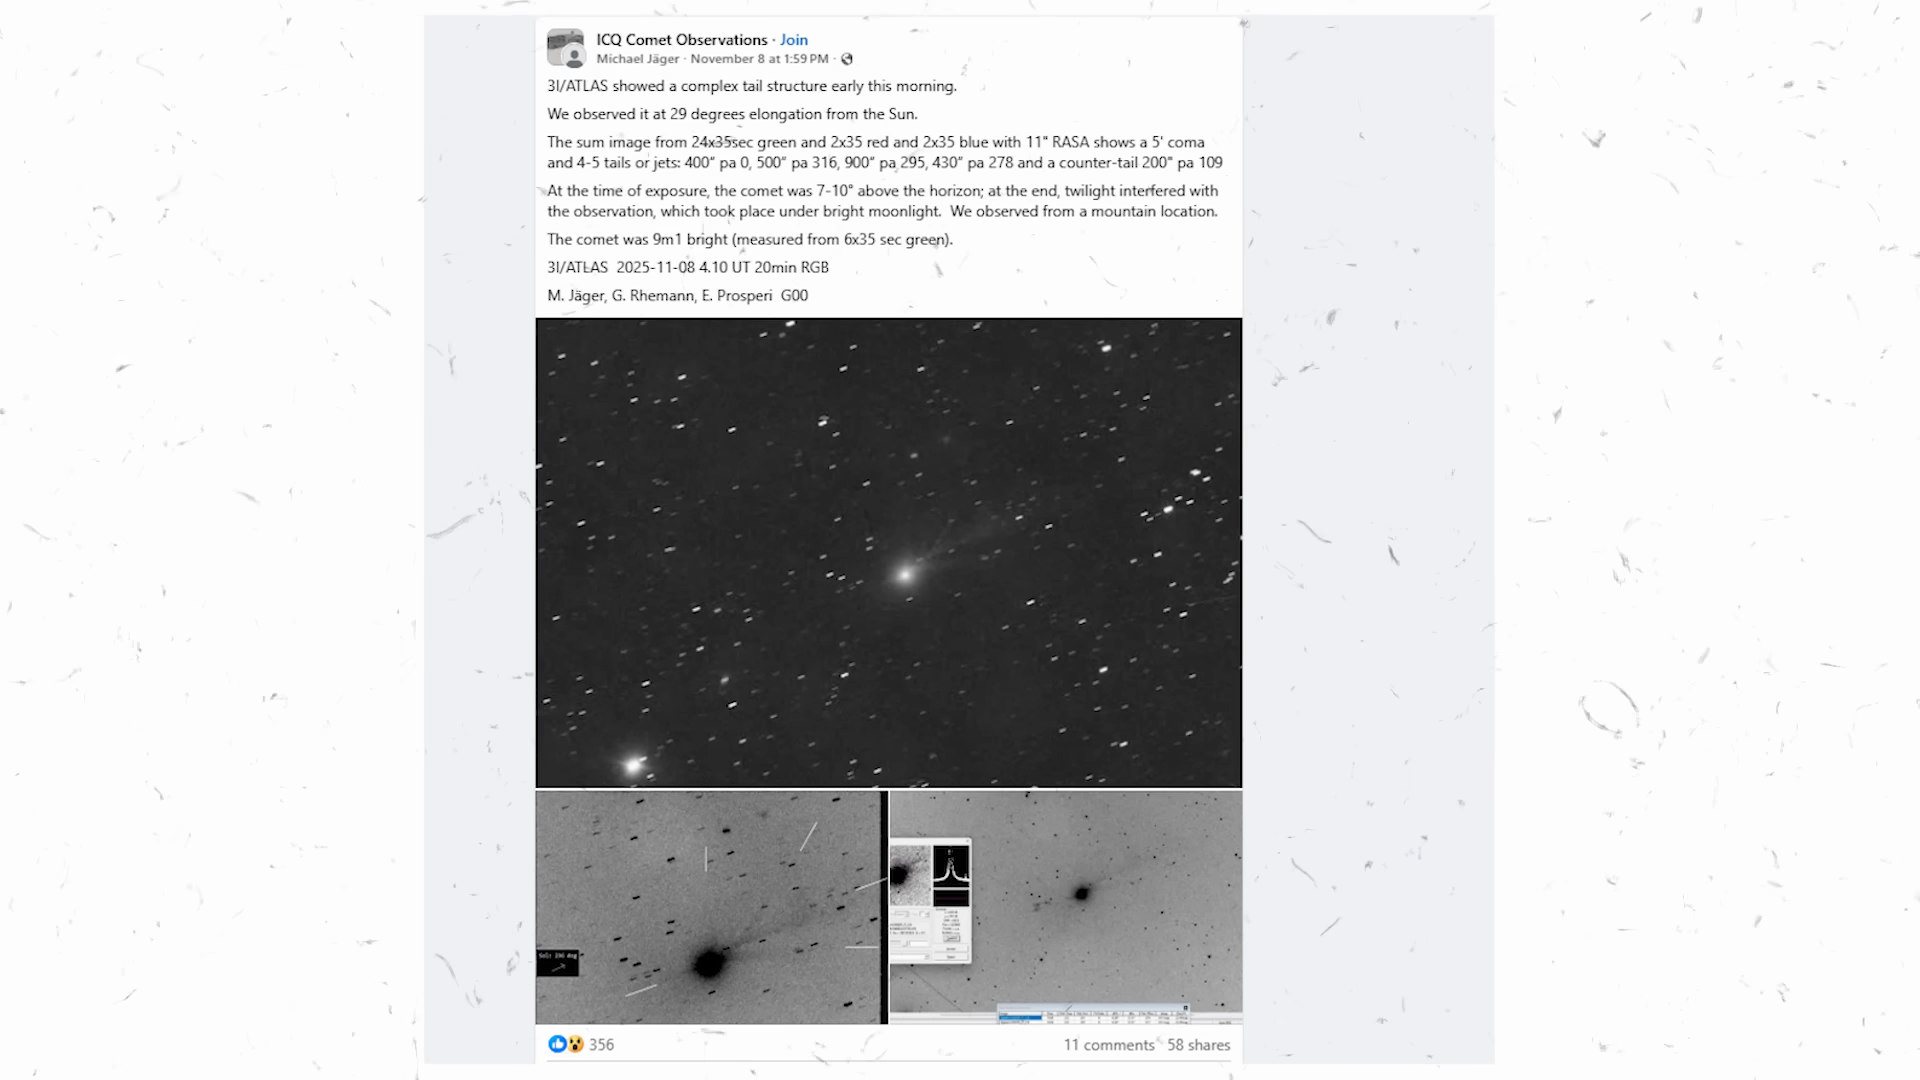 ICQ Comet Observations · Join
Michael Jäger · November 8 at 1:59 PM ·
3I/ATLAS showed a complex tail structure early this morning.
We observed it at 29 degrees elongation from the Sun.
The sum image from 24x35sec green and 2x35 red and 2x35 blue with 11" RASA shows a 5' coma
and 4-5 tails or jets: 400" pa 0, 500" pa 316, 900" pa 295, 430" pa 278 and a counter-tail 200" pa 109
At the time of exposure, the comet was 7-10° above the horizon; at the end, twilight interfered with
the observation, which took place under bright moonlight. We observed from a mountain location.
The comet was 9m1 bright (measured from 6x35 sec green).
3I/ATLAS 2025-11-08 4.10 UT 20min RGB
M. Jäger, G. Rhemann, E. Prosperi G00
356
11 comments 58 shares